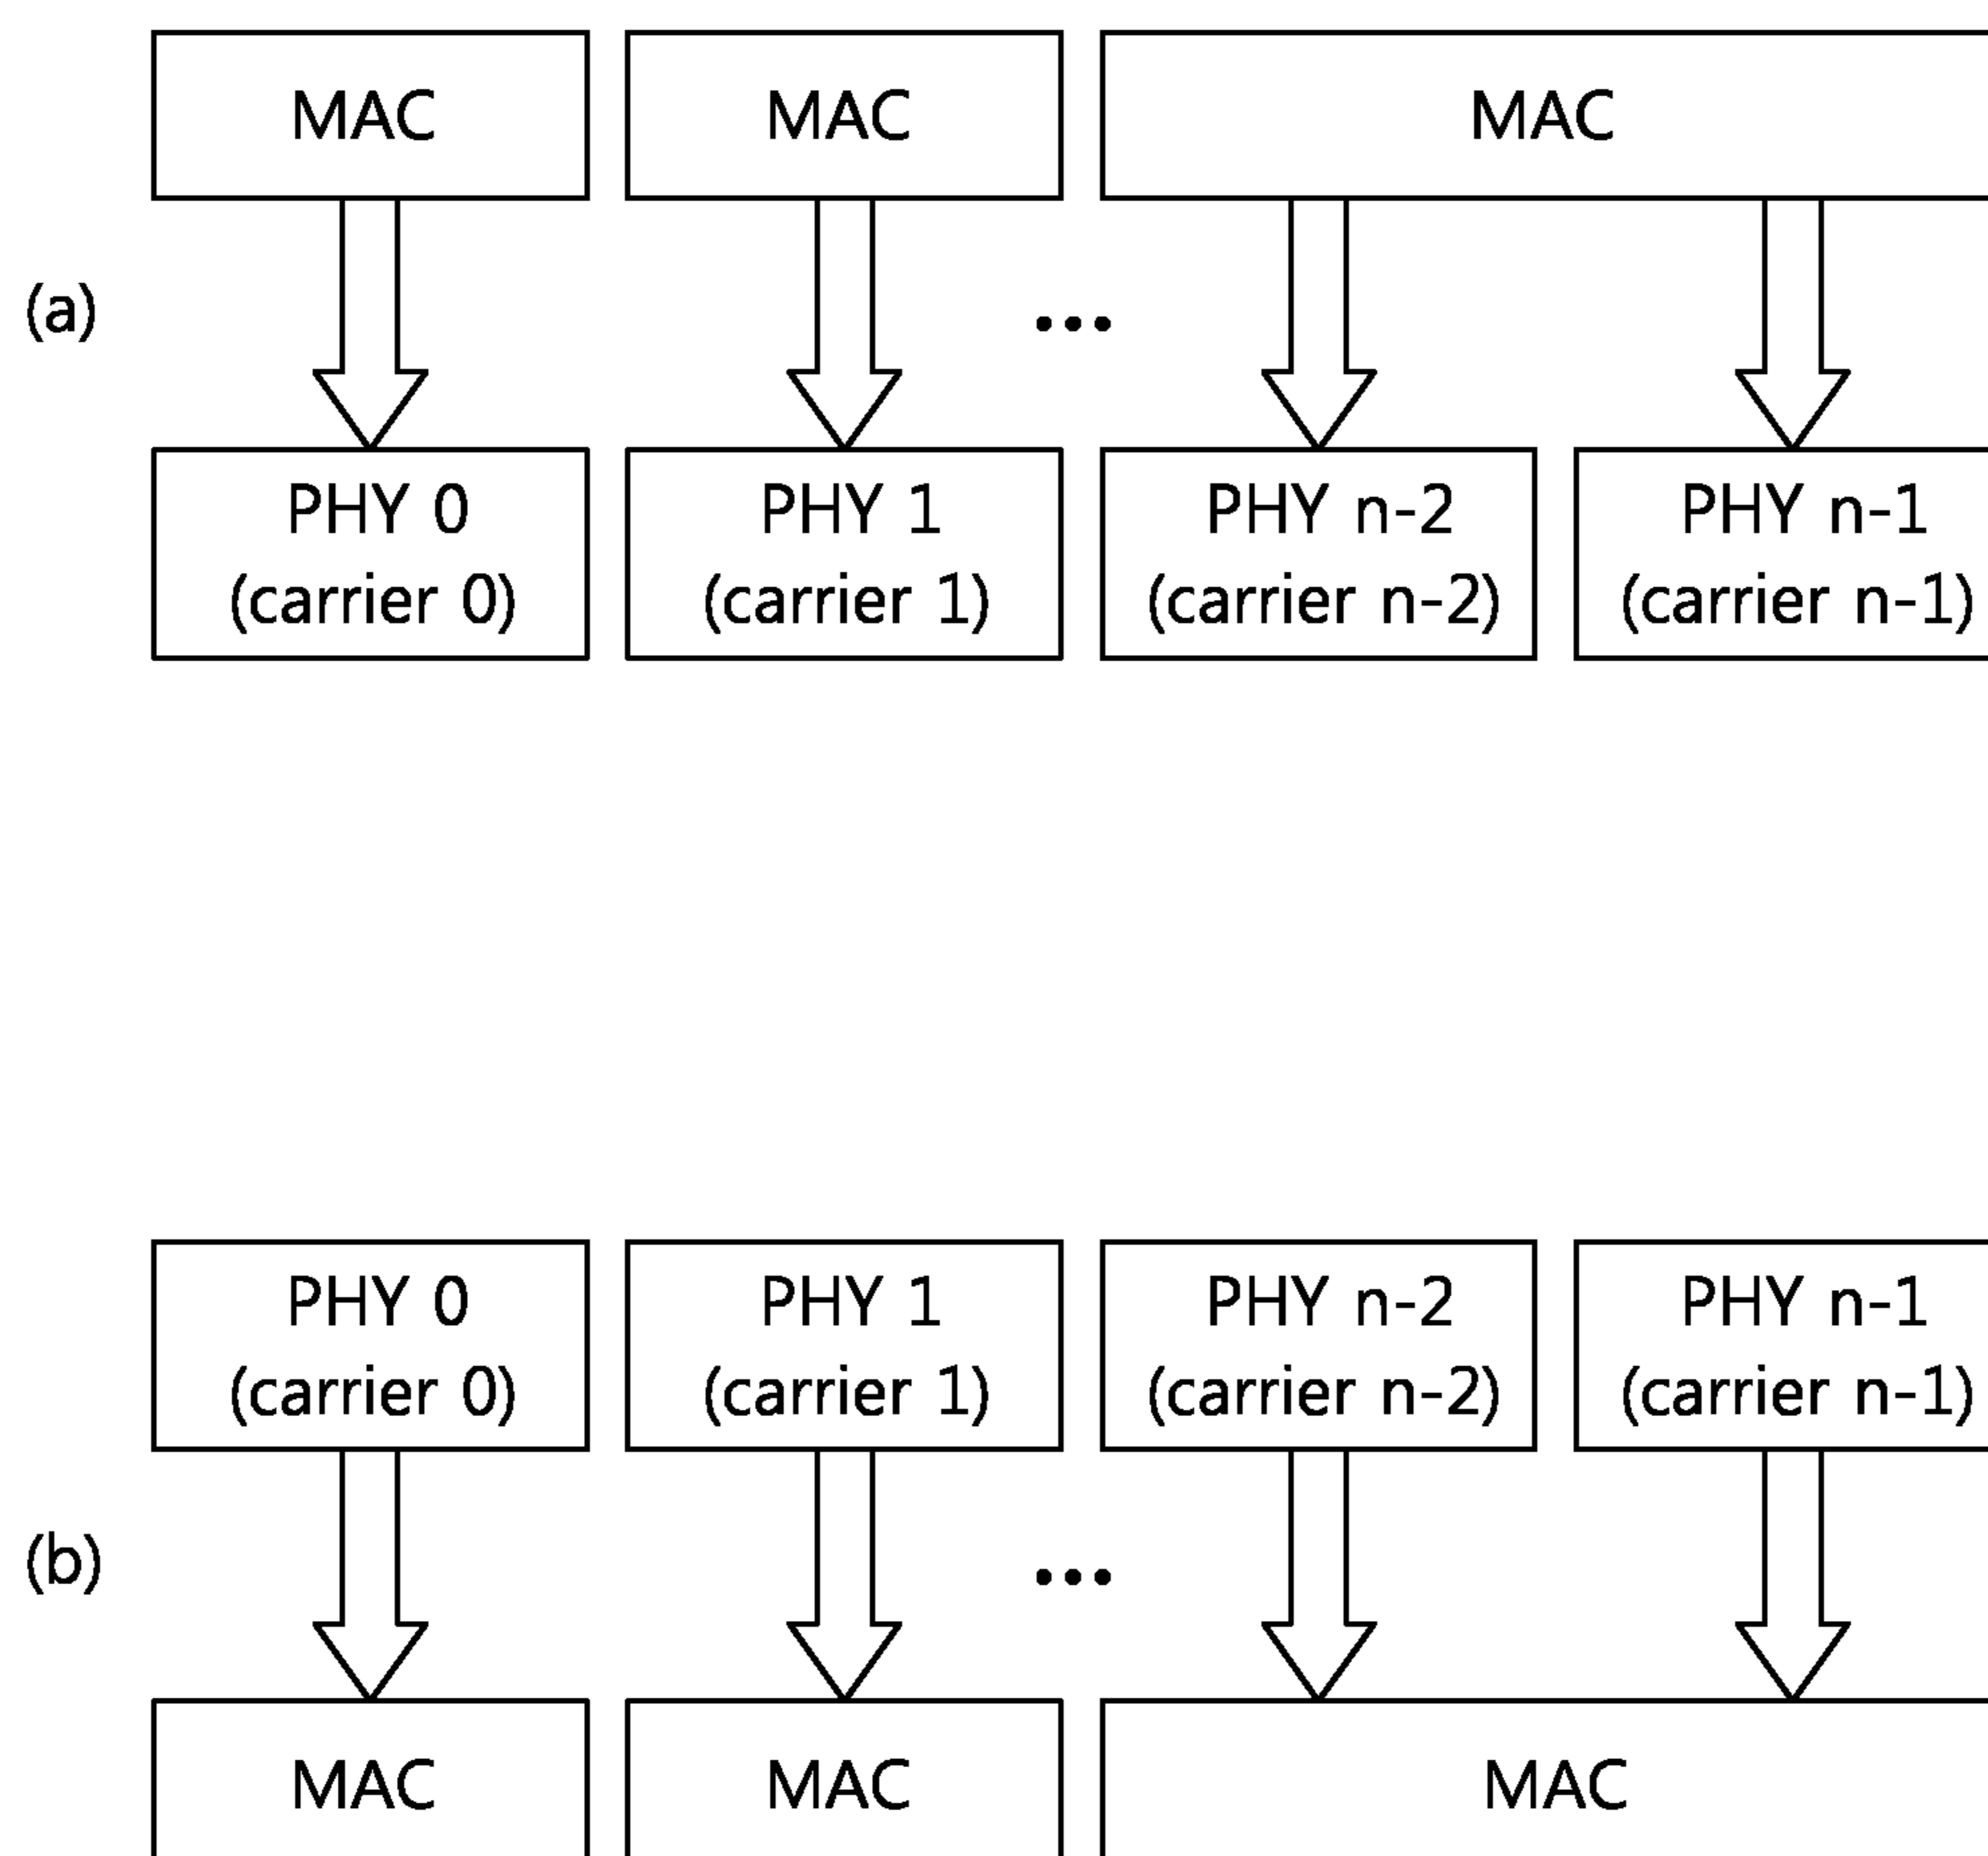 MAC MAC MAC
(a)
...
PHY 0 PHY 1 PHY n-2 PHY n-1
(carrier 0) (carrier 1) (carrier n-2) (carrier n-1)
PHY 0 PHY 1 PHY n-2 PHY n-1
(carrier 0) (carrier 1) (carrier n-2) (carrier n-1)
(b)
...
MAC MAC MAC